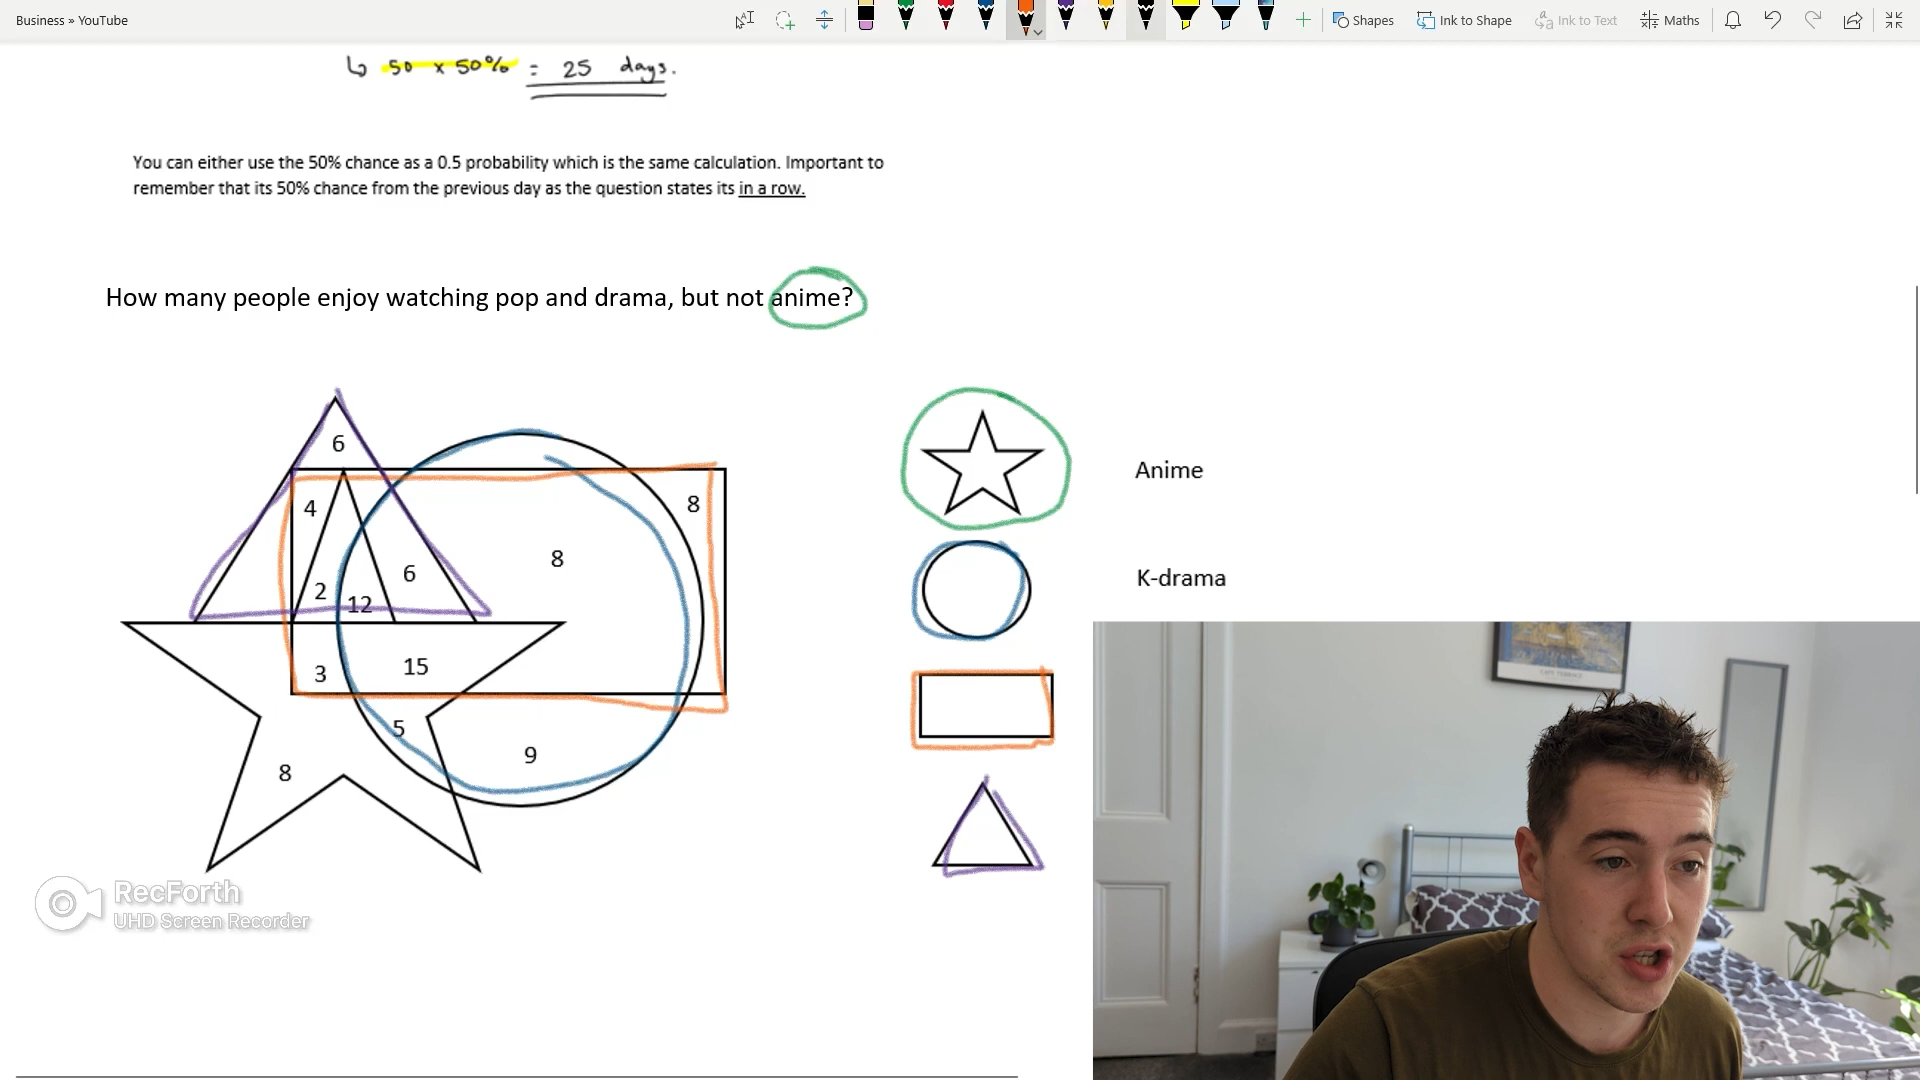 Business » YouTube
Shapes
Ink to Shape
Ink to Text
Maths
↳ 50 x 50% = 25 days.
You can either use the 50% chance as a 0.5 probability which is the same calculation. Important to
remember that its 50% chance from the previous day as the question states its in a row.
How many people enjoy watching pop and drama, but not anime?
6
4
8
8
6
2
12
3
15
5
9
8
Anime
K-drama
RecForth
UHD Screen Recorder